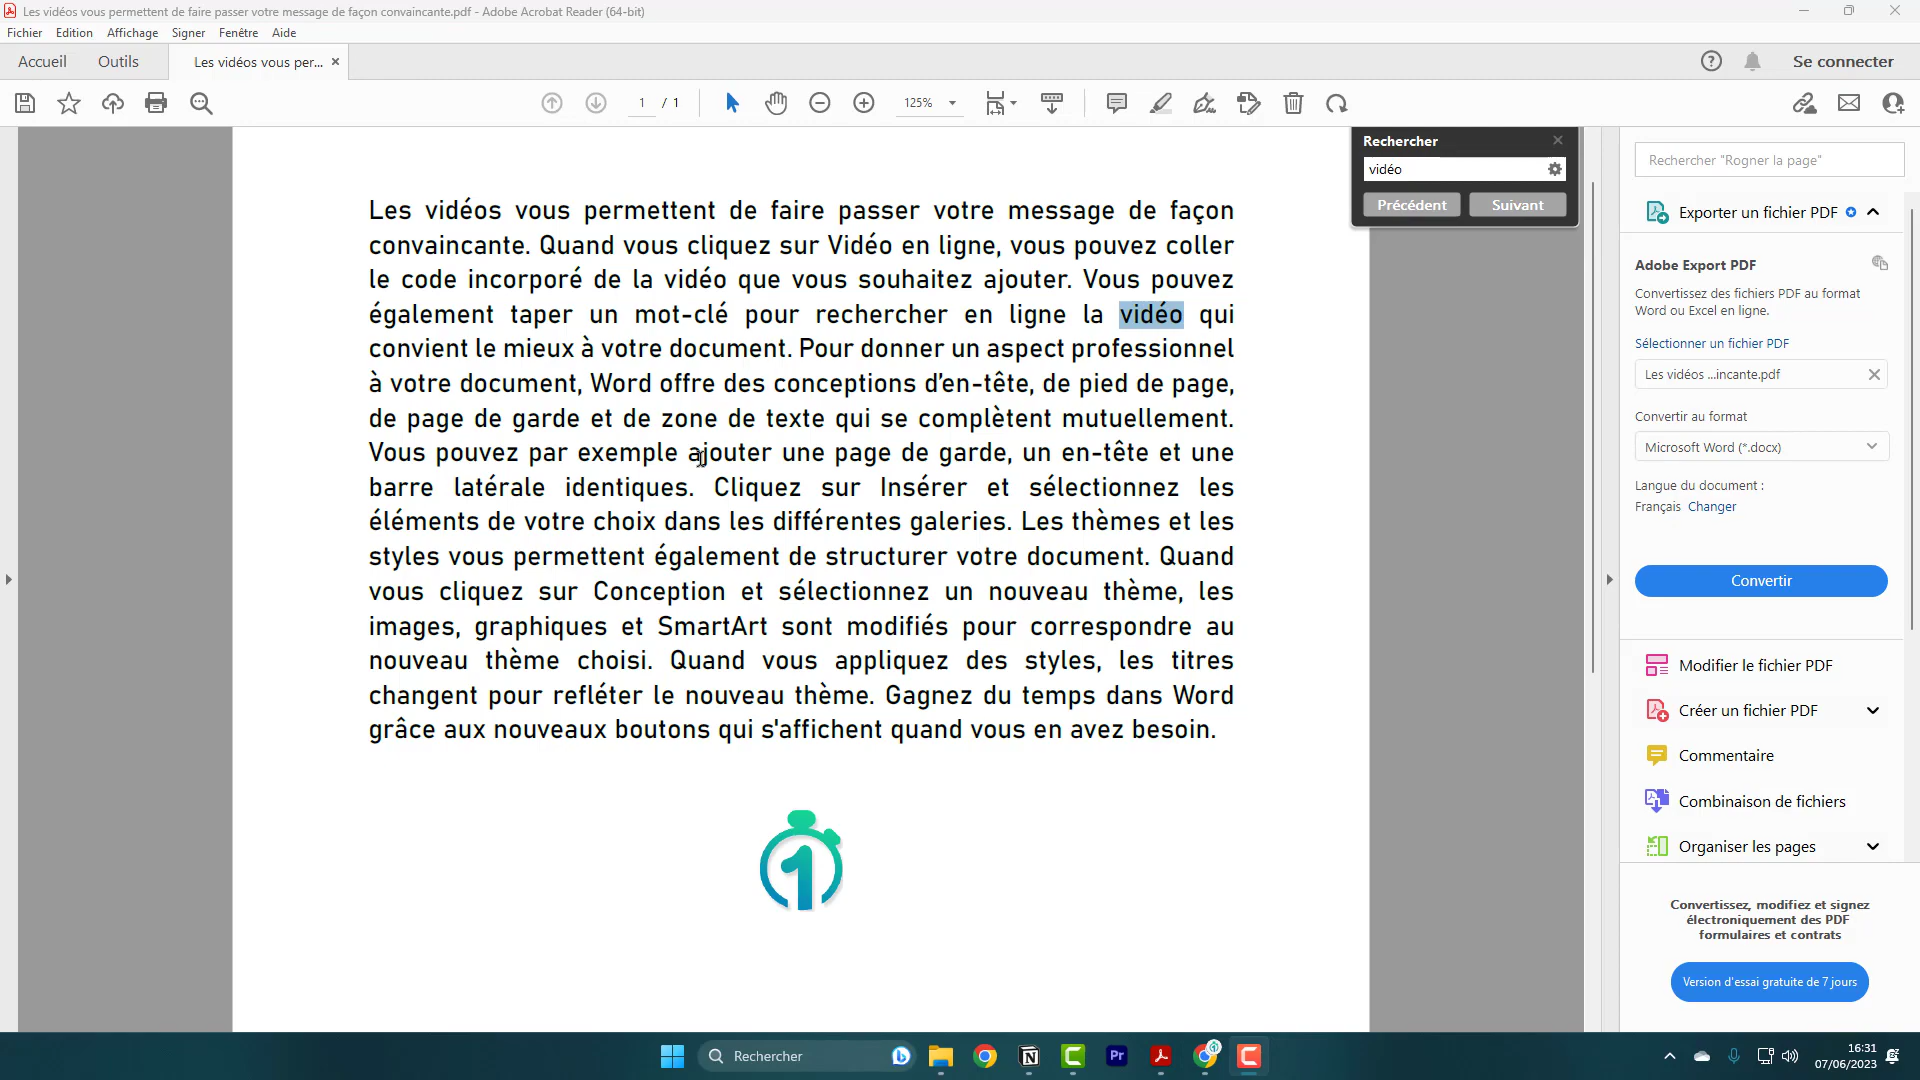 Les vidéos vous permettent de faire passer votre message de façon convaincante.pdf - Adobe Acrobat Reader (64-bit)
Fichier Edition Affichage Signer Fenêtre Aide
Accueil Outils Les vidéos vous per... Se connecter
1 / 1 125%
Rechercher
vidéo
Précédent Suivant
Les vidéos vous permettent de faire passer votre message de façon
convaincante. Quand vous cliquez sur Vidéo en ligne, vous pouvez coller
le code incorporé de la vidéo que vous souhaitez ajouter. Vous pouvez
également taper un mot-clé pour rechercher en ligne la vidéo qui
convient le mieux à votre document. Pour donner un aspect professionnel
à votre document, Word offre des conceptions d'en-tête, de pied de page,
de page de garde et de zone de texte qui se complètent mutuellement.
Vous pouvez par exemple ajouter une page de garde, un en-tête et une
barre latérale identiques. Cliquez sur Insérer et sélectionnez les
éléments de votre choix dans les différentes galeries. Les thèmes et les
styles vous permettent également de structurer votre document. Quand
vous cliquez sur Conception et sélectionnez un nouveau thème, les
images, graphiques et SmartArt sont modifiés pour correspondre au
nouveau thème choisi. Quand vous appliquez des styles, les titres
changent pour refléter le nouveau thème. Gagnez du temps dans Word
grâce aux nouveaux boutons qui s'affichent quand vous en avez besoin.
1
Rechercher "Rogner la page"
Exporter un fichier PDF
Adobe Export PDF
Convertissez des fichiers PDF au format
Word ou Excel en ligne.
Sélectionner un fichier PDF
Les vidéos ...incante.pdf
Convertir au format
Microsoft Word (*.docx)
Langue du document :
Français Changer
Convertir
Modifier le fichier PDF
Créer un fichier PDF
Commentaire
Combinaison de fichiers
Organiser les pages
Convertissez, modifiez et signez
électroniquement des PDF
formulaires et contrats
Version d'essai gratuite de 7 jours
Rechercher
Pr
16:31
07/06/2023